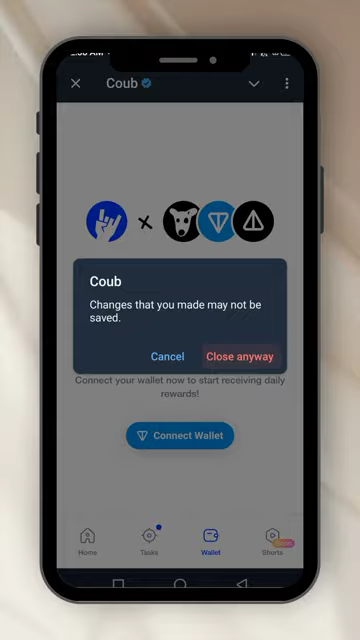 Coub
Coub
Changes that you made may not be
saved.
Cancel
Close anyway
Connect your wallet now to start receiving daily
rewards!
Connect Wallet
Home
Tasks
Wallet
Shorts